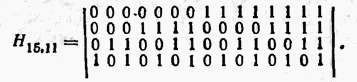 0 0 0 0 0 0 0 1 1 1 1 1 1 1 1
0 0 0 1 1 1 1 0 0 0 0 1 1 1 1
H15,11 = 
0 1 1 0 0 1 1 0 0 1 1 0 0 1 1 .
1 0 1 0 1 0 1 0 1 0 1 0 1 0 1